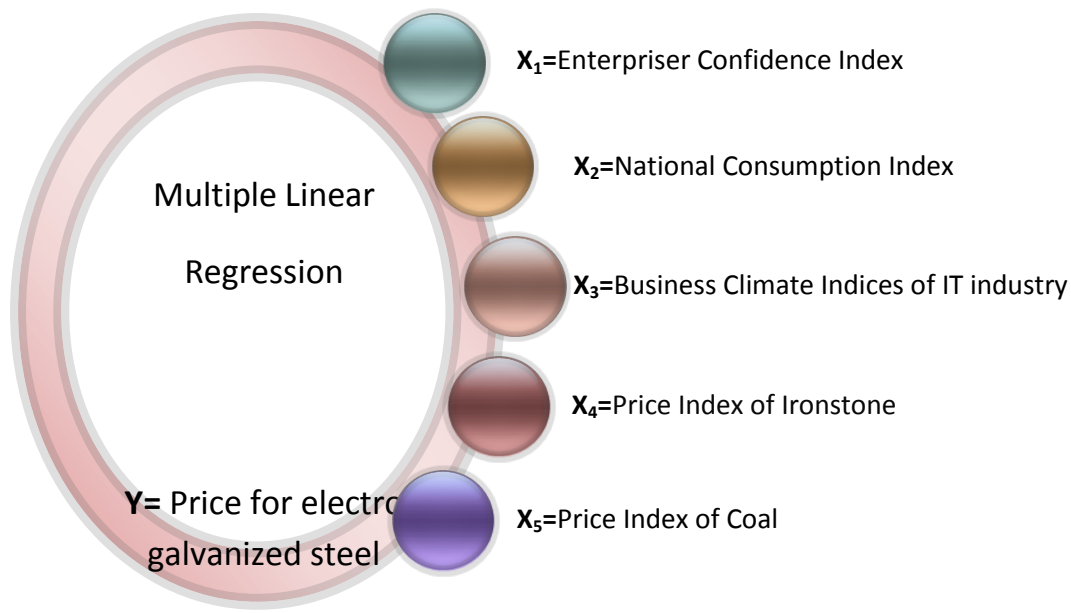 X₁=Enterpriser Confidence Index
X₂=National Consumption Index
Multiple Linear
Regression
X₃=Business Climate Indices of IT industry
X₄=Price Index of Ironstone
Y= Price for electro
galvanized steel
X₅=Price Index of Coal